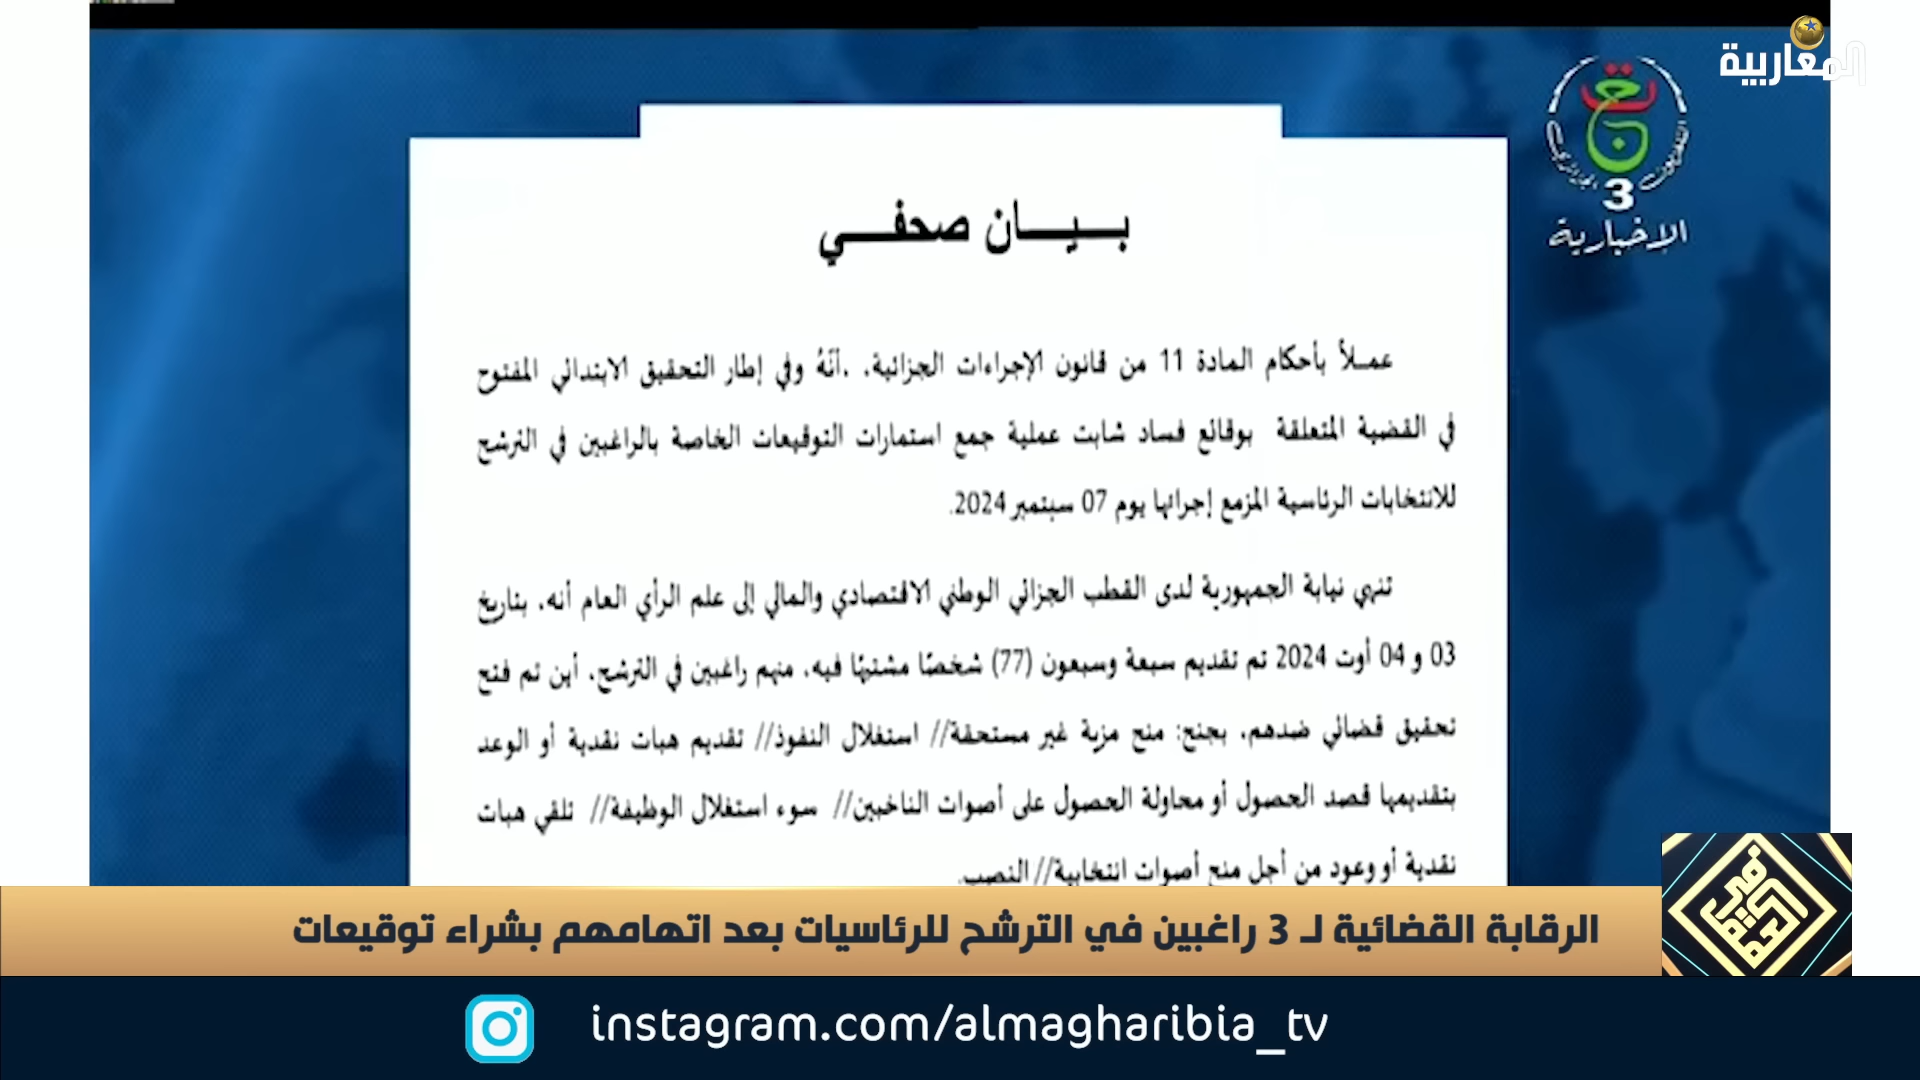 المغاربية
3
الإخبارية
بـيـان صحفـي
عمـلاً بأحكام المادة 11 من قانون الإجراءات الجزائية، .أنّهُ وفي إطار التحقيق الابتدائي المفتوح
في القضية المتعلقة بوقائع فساد شابت عملية جمع استمارات التوقيعات الخاصة بالراغبين في الترشح
للانتخابات الرئاسية المزمع إجرائها يوم 07 سبتمبر 2024.
تنهي نيابة الجمهورية لدى القطب الجزائي الوطني الاقتصادي والمالي إلى علم الرأي العام أنه، بتاريخ
03 و 04 أوت 2024 تم تقديم سبعة وسبعون (77) شخصًا مشتبهًا فيه، منهم راغبين في الترشح، أين تم فتح
تحقيق قضائي ضدهم، بجنح: منح مزية غير مستحقة// استغلال النفوذ// تقديم هبات نقدية أو الوعد
بتقديمها قصد الحصول أو محاولة الحصول على أصوات الناخبين// سوء استغلال الوظيفة// تلقي هبات
نقدية أو وعود من أجل منح أصوات انتخابية// النصب.
الرقابة القضائية لـ 3 راغبين في الترشح للرئاسيات بعد اتهامهم بشراء توقيعات
instagram.com/almagharibia_tv